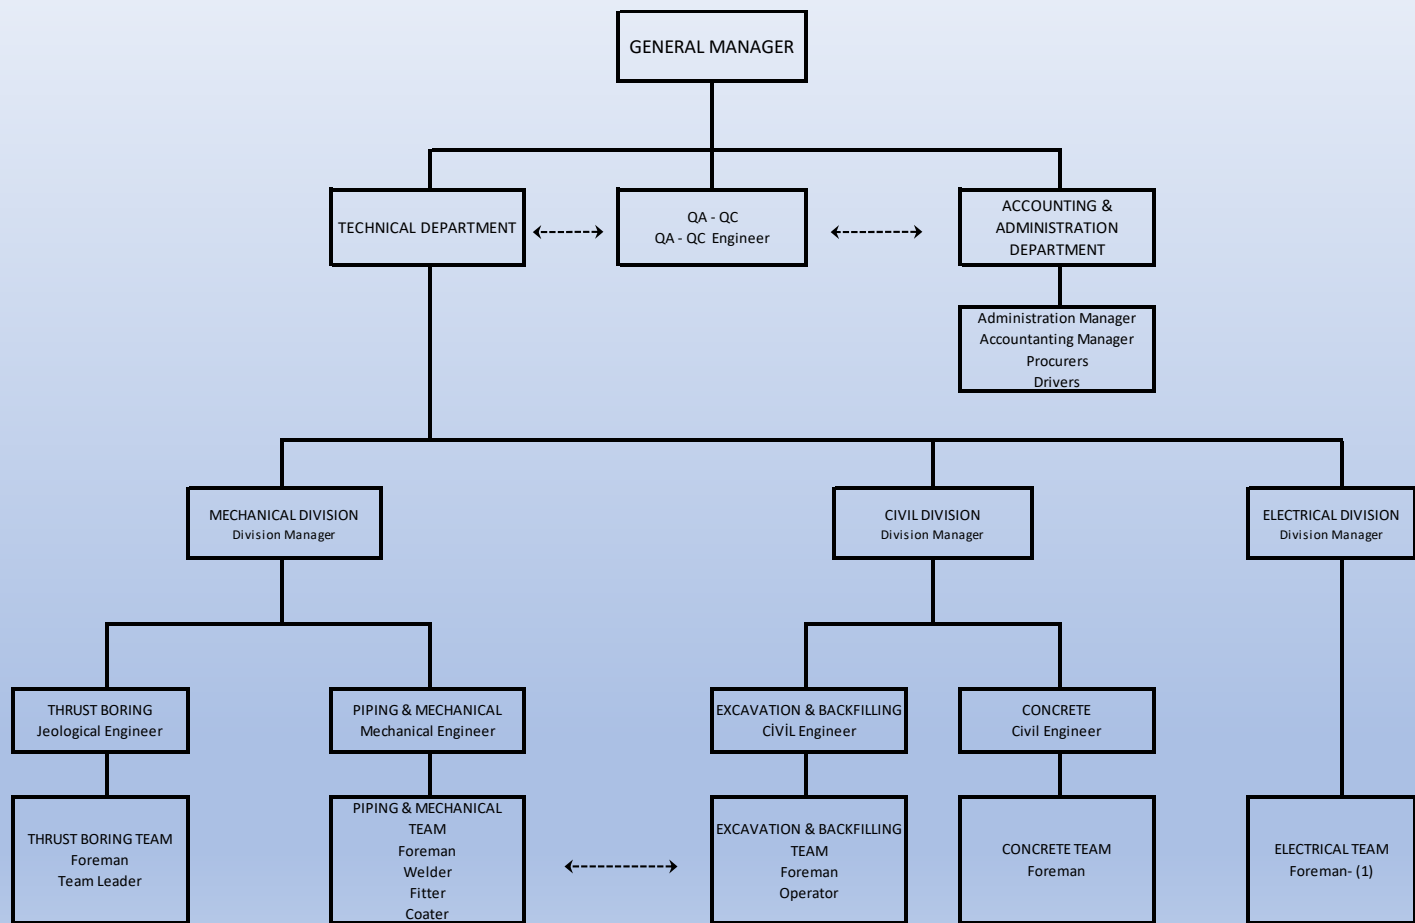 GENERAL MANAGER
TECHNICAL DEPARTMENT
QA - QC
QA - QC Engineer
ACCOUNTING &
ADMINISTRATION
DEPARTMENT
Administration Manager
Accountanting Manager
Procurers
Drivers
MECHANICAL DIVISION
Division Manager
CIVIL DIVISION
Division Manager
ELECTRICAL DIVISION
Division Manager
THRUST BORING
Jeological Engineer
PIPING & MECHANICAL
Mechanical Engineer
EXCAVATION & BACKFILLING
CİVİL Engineer
CONCRETE
Civil Engineer
THRUST BORING TEAM
Foreman
Team Leader
PIPING & MECHANICAL
TEAM
Foreman
Welder
Fitter
Coater
EXCAVATION & BACKFILLING
TEAM
Foreman
Operator
CONCRETE TEAM
Foreman
ELECTRICAL TEAM
Foreman- (1)